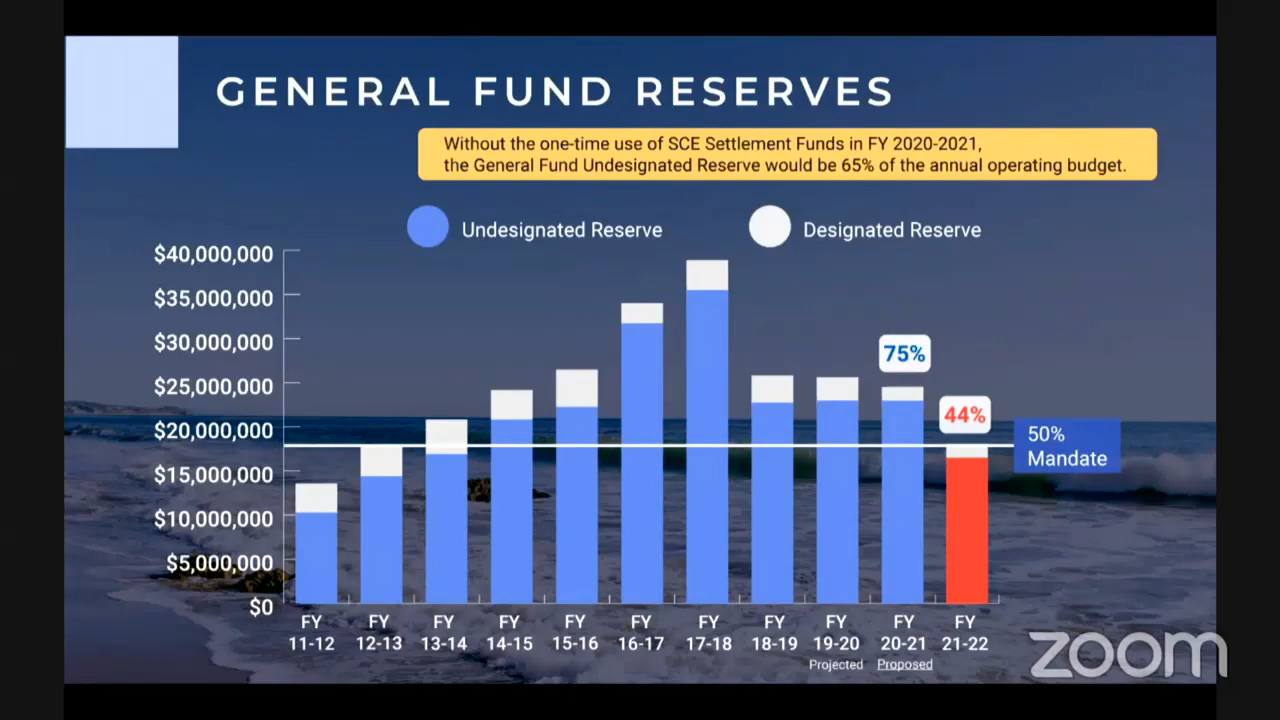 GENERAL FUND RESERVES
Without the one-time use of SCE Settlement Funds in FY 2020-2021,
the General Fund Undesignated Reserve would be 65% of the annual operating budget.
Undesignated Reserve
Designated Reserve
$40,000,000
$35,000,000
$30,000,000
$25,000,000
$20,000,000
$15,000,000
$10,000,000
$5,000,000
$0
75%
44%
50%
Mandate
FY
11-12
FY
12-13
FY
13-14
FY
14-15
FY
15-16
FY
16-17
FY
17-18
FY
18-19
FY
19-20
Projected
FY
20-21
Proposed
FY
21-22
zoom